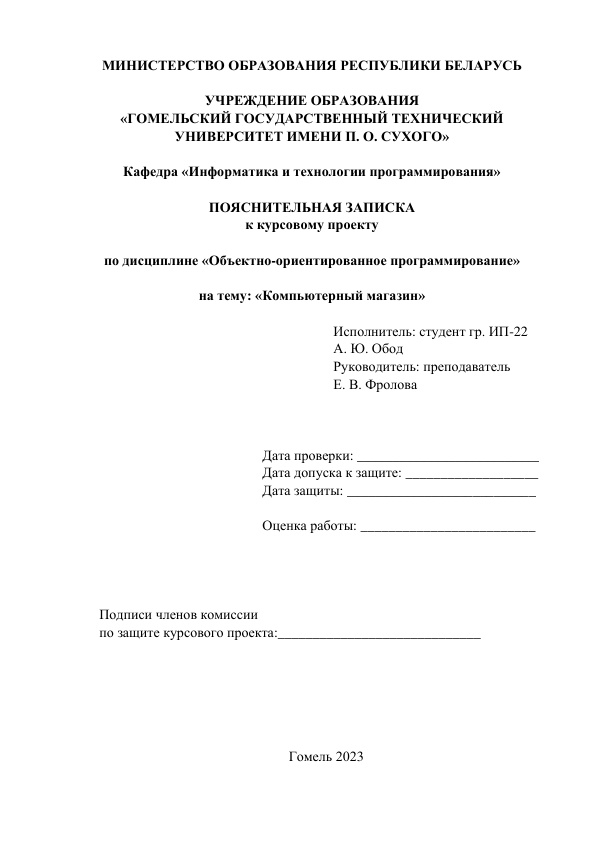 МИНИСТЕРСТВО ОБРАЗОВАНИЯ РЕСПУБЛИКИ БЕЛАРУСЬ
УЧРЕЖДЕНИЕ ОБРАЗОВАНИЯ
«ГОМЕЛЬСКИЙ ГОСУДАРСТВЕННЫЙ ТЕХНИЧЕСКИЙ
УНИВЕРСИТЕТ ИМЕНИ П. О. СУХОГО»
Кафедра «Информатика и технологии программирования»
ПОЯСНИТЕЛЬНАЯ ЗАПИСКА
к курсовому проекту
по дисциплине «Объектно-ориентированное программирование»
на тему: «Компьютерный магазин»
Исполнитель: студент гр. ИП-22
А. Ю. Обод
Руководитель: преподаватель
Е. В. Фролова
Дата проверки: __________________________
Дата допуска к защите: ___________________
Дата защиты: ___________________________
Оценка работы: _________________________
Подписи членов комиссии
по защите курсового проекта:_____________________________
Гомель 2023